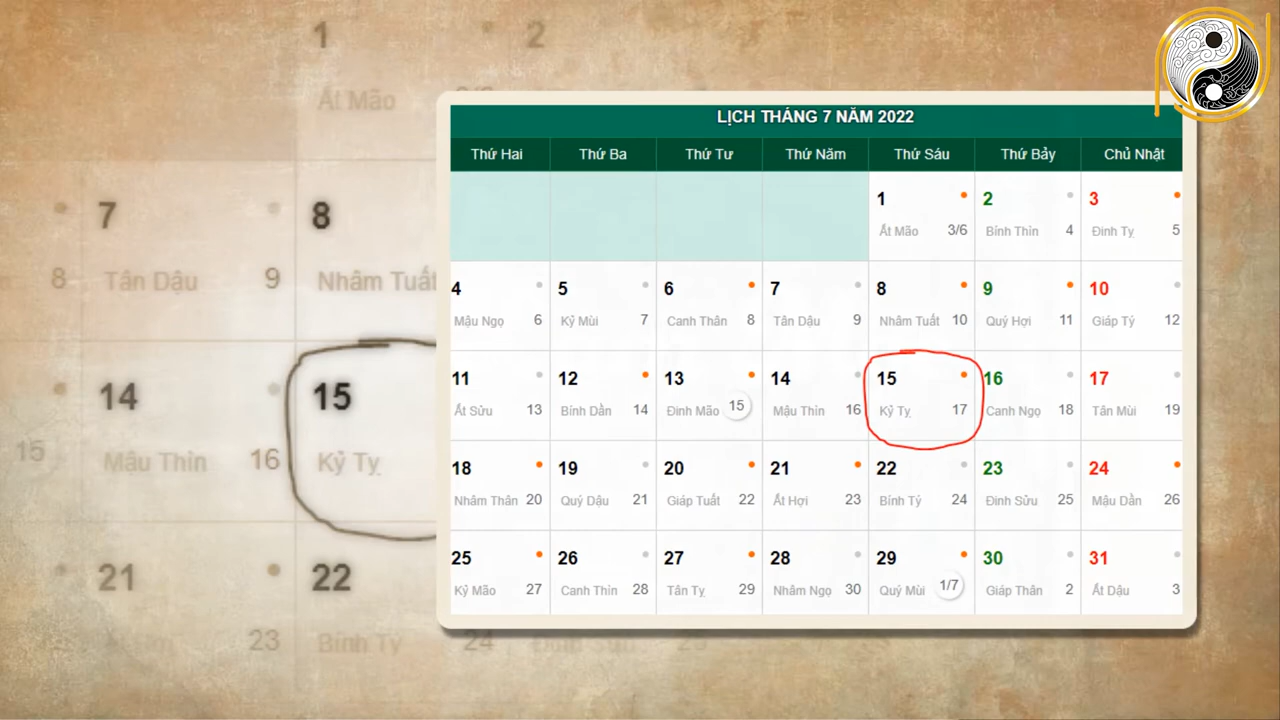 LỊCH THÁNG 7 NĂM 2022
Thứ Hai Thứ Ba Thứ Tư Thứ Năm Thứ Sáu Thứ Bảy Chủ Nhật
1 2 3
Ất Mão 3/6 Bính Thìn 4 Đinh Tỵ 5
4 5 6 7 8 9 10
Mậu Ngọ 6 Kỷ Mùi 7 Canh Thân 8 Tân Dậu 9 Nhâm Tuất 10 Quý Hợi 11 Giáp Tý 12
11 12 13 14 15 16 17
Ất Sửu 13 Bính Dần 14 Đinh Mão 15 Mậu Thìn 16 Kỷ Tỵ 17 Canh Ngọ 18 Tân Mùi 19
18 19 20 21 22 23 24
Nhâm Thân 20 Quý Dậu 21 Giáp Tuất 22 Ất Hợi 23 Bính Tý 24 Đinh Sửu 25 Mậu Dần 26
25 26 27 28 29 30 31
Kỷ Mão 27 Canh Thìn 28 Tân Tỵ 29 Nhâm Ngọ 30 Quý Mùi 1/7 Giáp Thân 2 Ất Dậu 3
1 2
Ất Mão
7 8
8 Tân Dậu 9 Nhâm Tuất
14 15
15 Mậu Thìn 16 Kỷ Tỵ
21 22
23 Bính Tý 24